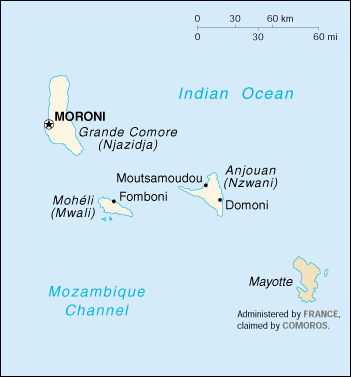 0 30 60 km
0 30 60 mi
Indian Ocean
MORONI
Grande Comore
(Njazidja)
Moutsamoudou
Anjouan
(Nzwani)
Mohéli
(Mwali)
Fomboni
Domoni
Mozambique
Channel
Mayotte
Administered by FRANCE,
claimed by COMOROS.